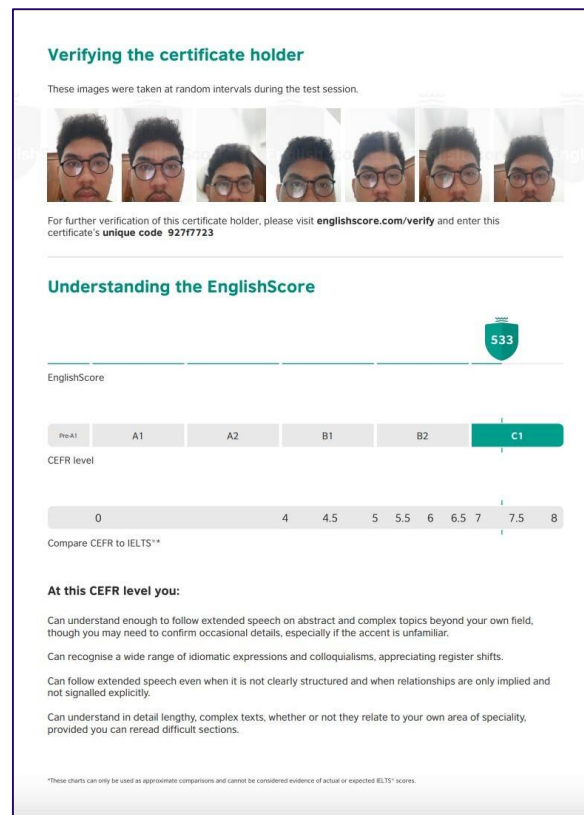 Verifying the certificate holder
These images were taken at random intervals during the test session.
For further verification of this certificate holder, please visit englishscore.com/verify and enter this
certificate's unique code 927f7723
Understanding the EnglishScore
533
EnglishScore
Pre-A1 A1 A2 B1 B2 C1
CEFR level
0 4 4.5 5 5.5 6 6.5 7 7.5 8
Compare CEFR to IELTS**
At this CEFR level you:
Can understand enough to follow extended speech on abstract and complex topics beyond your own field,
though you may need to confirm occasional details, especially if the accent is unfamiliar.
Can recognise a wide range of idiomatic expressions and colloquialisms, appreciating register shifts.
Can follow extended speech even when it is not clearly structured and when relationships are only implied and
not signalled explicitly.
Can understand in detail lengthy, complex texts, whether or not they relate to your own area of speciality,
provided you can reread difficult sections.
*These charts can only be used as approximate comparisons and cannot be considered evidence of actual or expected IELTS* scores.